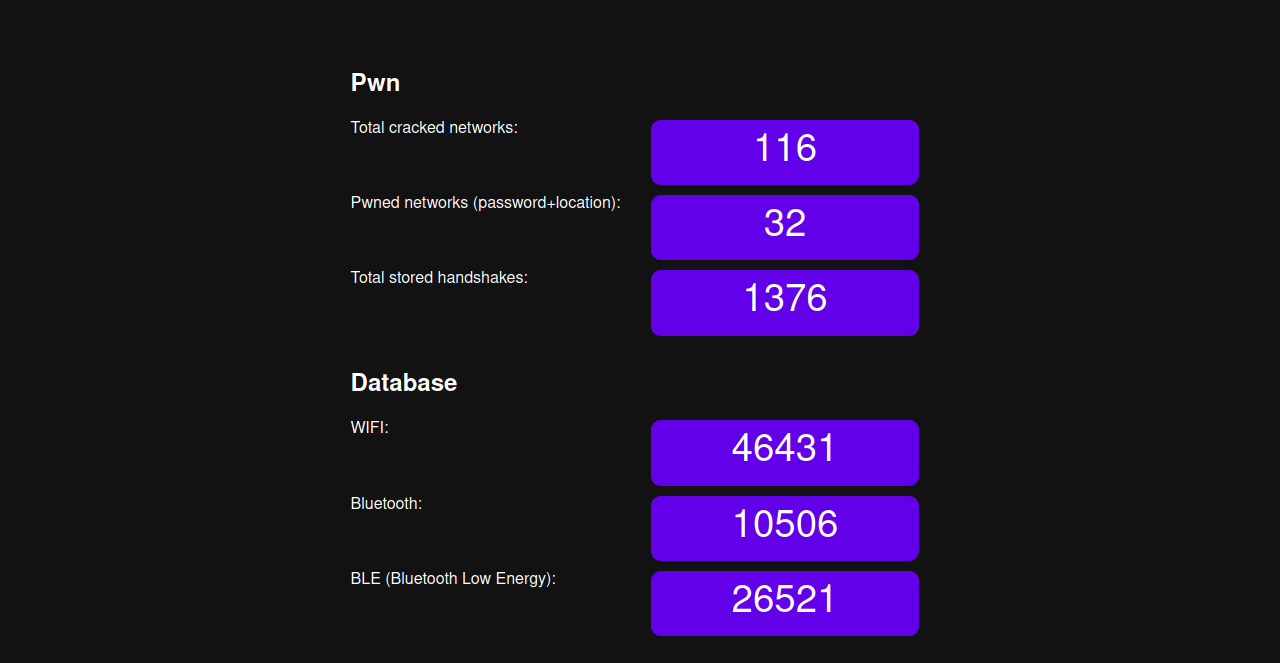 Pwn
Total cracked networks: 116
Pwned networks (password+location): 32
Total stored handshakes: 1376
Database
WIFI: 46431
Bluetooth: 10506
BLE (Bluetooth Low Energy): 26521